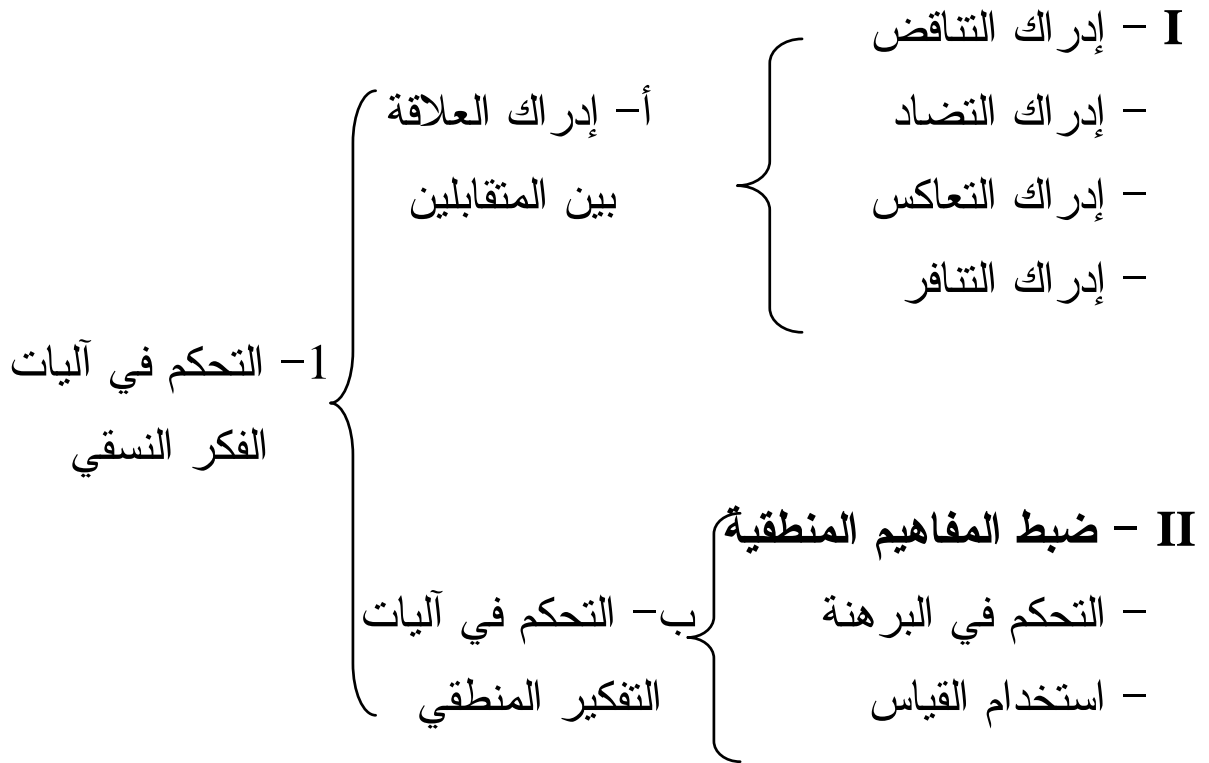 I – إدراك التناقض
– إدراك التضاد
– إدراك التعاكس
– إدراك التنافر
أ– إدراك العلاقة
بين المتقابلين
1– التحكم في آليات
الفكر النسقي
II – ضبط المفاهيم المنطقية
– التحكم في البرهنة
– استخدام القياس
ب– التحكم في آليات
التفكير المنطقي